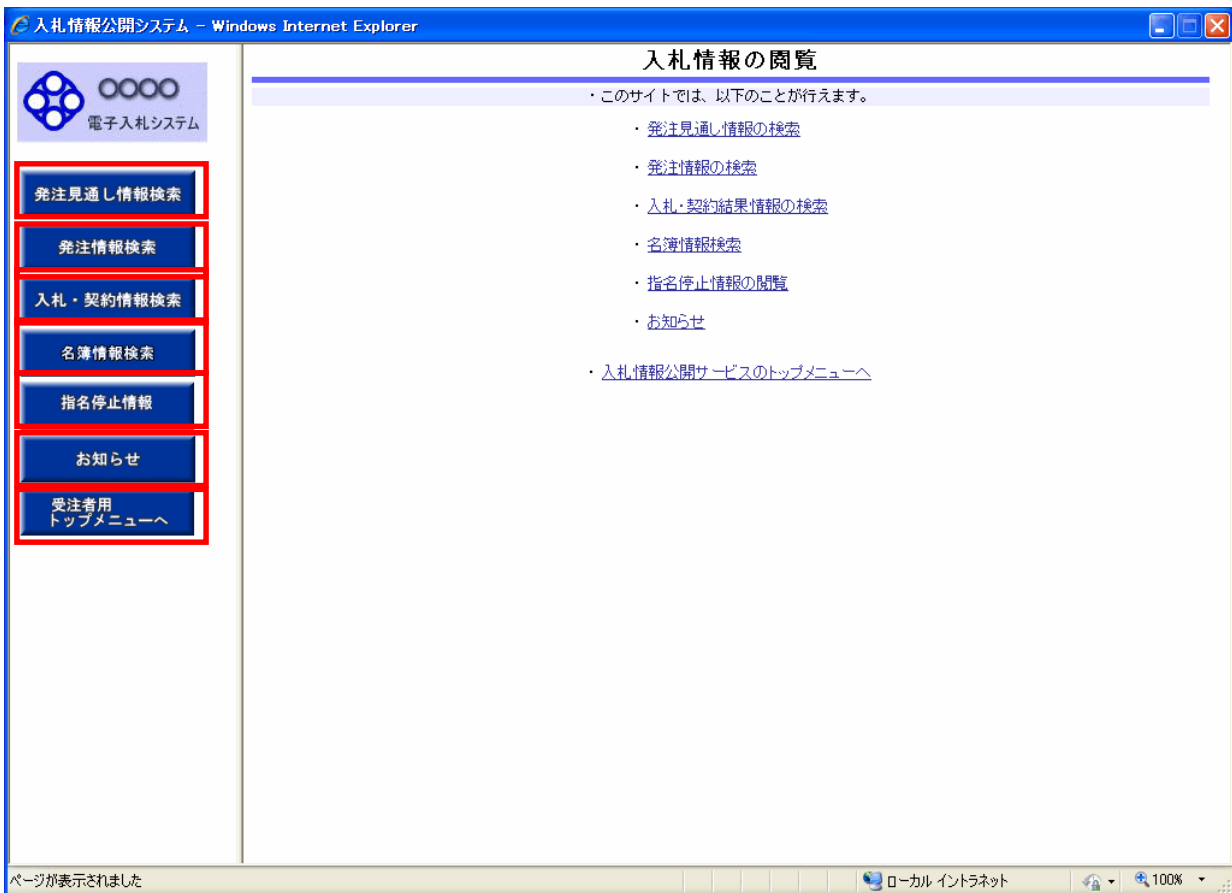 入札情報公開システム - Windows Internet Explorer
○○○○
電子入札システム
発注見通し情報検索
発注情報検索
入札・契約情報検索
名簿情報検索
指名停止情報
お知らせ
受注者用
トップメニューへ
入札情報の閲覧
・このサイトでは、以下のことが行えます。
・発注見通し情報の検索
・発注情報の検索
・入札・契約結果情報の検索
・名簿情報検索
・指名停止情報の閲覧
・お知らせ
・入札情報公開サービスのトップメニューへ
ページが表示されました
ローカル イントラネット
100%